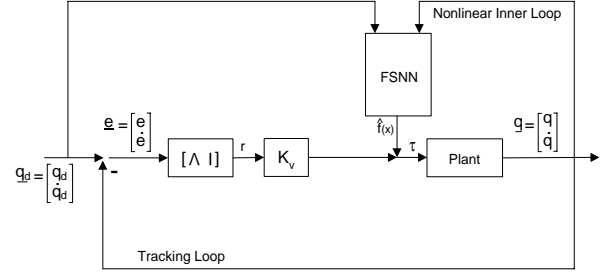 Nonlinear Inner Loop
FSNN
f̂(x)
e = [e ė]
q = [q q̇]
[Λ I]
r
K_v
τ
Plant
q_d = [q_d q̇_d]
-
Tracking Loop